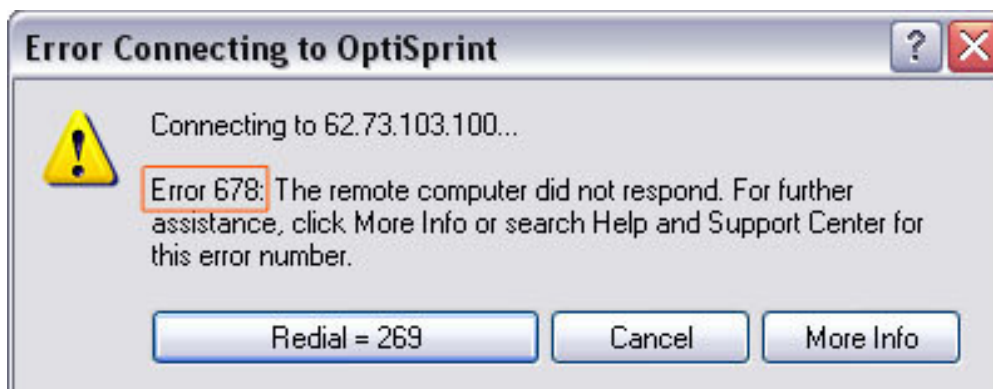 Error Connecting to OptiSprint
Connecting to 62.73.103.100...
Error 678: The remote computer did not respond. For further
assistance, click More Info or search Help and Support Center for
this error number.
Redial = 269
Cancel
More Info